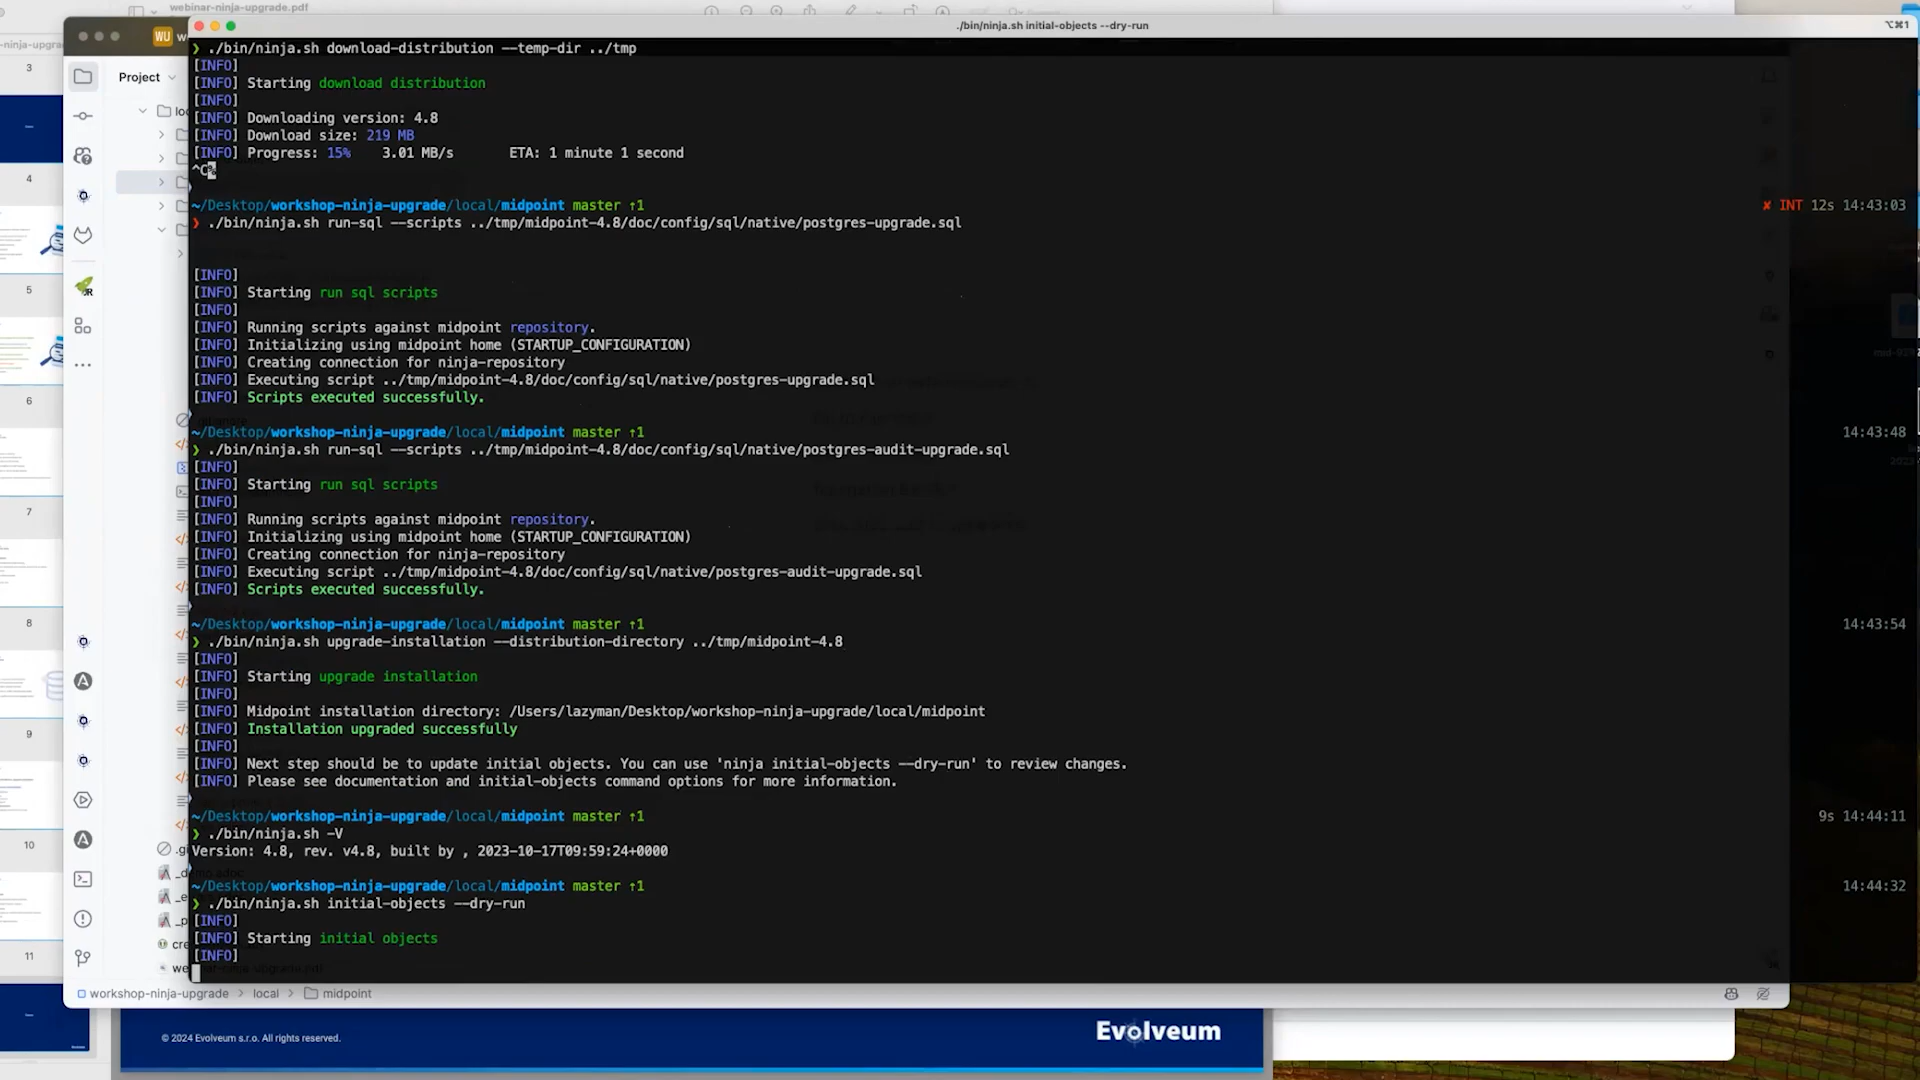 webinar-ninja-upgrade.pdf
./bin/ninja.sh initial-objects --dry-run
⌥⌘1
WU
Project
❯ ./bin/ninja.sh download-distribution --temp-dir ../tmp
[INFO]
[INFO] Starting download distribution
[INFO]
[INFO] Downloading version: 4.8
[INFO] Download size: 219 MB
[INFO] Progress: 15% 3.01 MB/s ETA: 1 minute 1 second
^C
~/Desktop/workshop-ninja-upgrade/local/midpoint master ↑1 ✘ INT 12s 14:43:03
❯ ./bin/ninja.sh run-sql --scripts ../tmp/midpoint-4.8/doc/config/sql/native/postgres-upgrade.sql
[INFO]
[INFO] Starting run sql scripts
[INFO]
[INFO] Running scripts against midpoint repository.
[INFO] Initializing using midpoint home (STARTUP_CONFIGURATION)
[INFO] Creating connection for ninja-repository
[INFO] Executing script ../tmp/midpoint-4.8/doc/config/sql/native/postgres-upgrade.sql
[INFO] Scripts executed successfully.
~/Desktop/workshop-ninja-upgrade/local/midpoint master ↑1 14:43:48
❯ ./bin/ninja.sh run-sql --scripts ../tmp/midpoint-4.8/doc/config/sql/native/postgres-audit-upgrade.sql
[INFO]
[INFO] Starting run sql scripts
[INFO]
[INFO] Running scripts against midpoint repository.
[INFO] Initializing using midpoint home (STARTUP_CONFIGURATION)
[INFO] Creating connection for ninja-repository
[INFO] Executing script ../tmp/midpoint-4.8/doc/config/sql/native/postgres-audit-upgrade.sql
[INFO] Scripts executed successfully.
~/Desktop/workshop-ninja-upgrade/local/midpoint master ↑1 14:43:54
❯ ./bin/ninja.sh upgrade-installation --distribution-directory ../tmp/midpoint-4.8
[INFO]
[INFO] Starting upgrade installation
[INFO]
[INFO] Midpoint installation directory: /Users/lazyman/Desktop/workshop-ninja-upgrade/local/midpoint
[INFO] Installation upgraded successfully
[INFO]
[INFO] Next step should be to update initial objects. You can use 'ninja initial-objects --dry-run' to review changes.
[INFO] Please see documentation and initial-objects command options for more information.
~/Desktop/workshop-ninja-upgrade/local/midpoint master ↑1 9s 14:44:11
❯ ./bin/ninja.sh -V
Version: 4.8, rev. v4.8, built by , 2023-10-17T09:59:24+0000
~/Desktop/workshop-ninja-upgrade/local/midpoint master ↑1 14:44:32
❯ ./bin/ninja.sh initial-objects --dry-run
[INFO]
[INFO] Starting initial objects
[INFO]
workshop-ninja-upgrade > local > midpoint
© 2024 Evolveum s.r.o. All rights reserved.
Evolveum
3
4
5
6
7
8
9
10
11